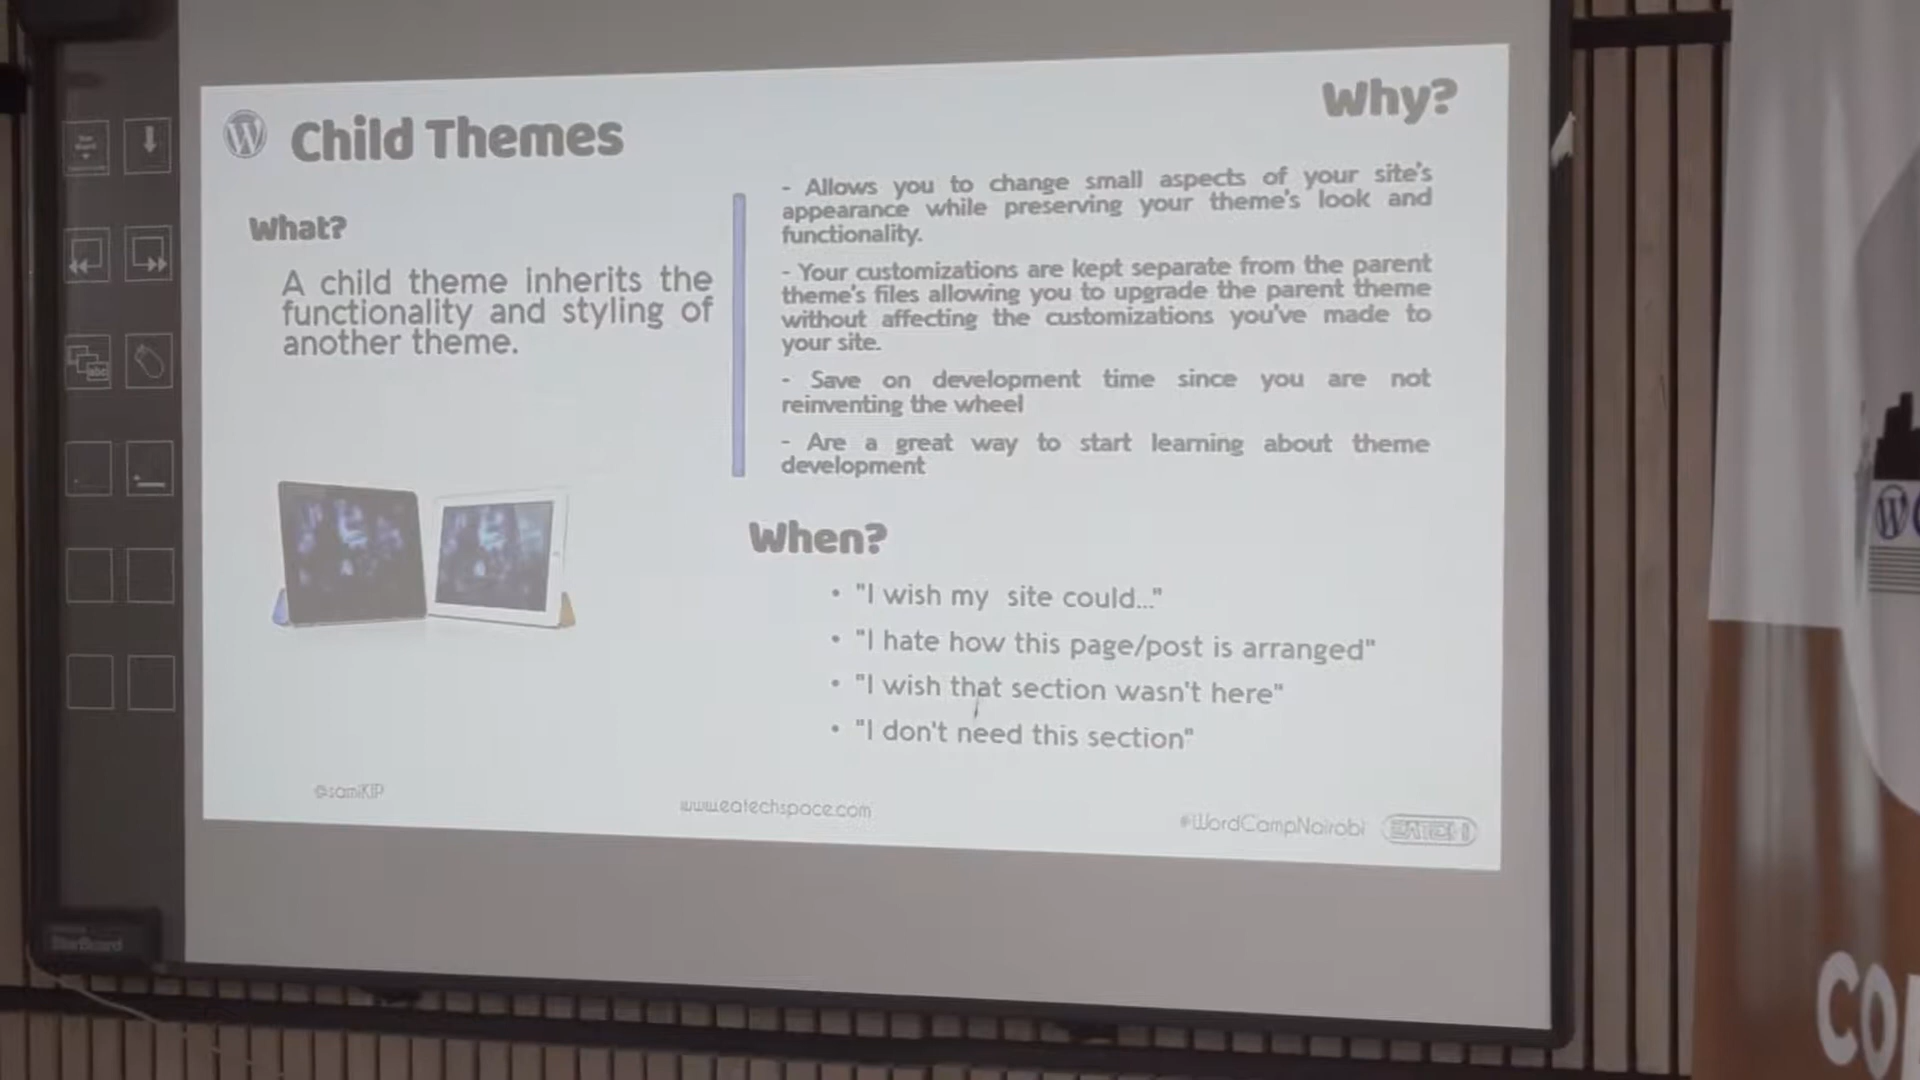 Child Themes
What?
A child theme inherits the
functionality and styling of
another theme.
Why?
- Allows you to change small aspects of your site's
appearance while preserving your theme's look and
functionality.
- Your customizations are kept separate from the parent
theme's files allowing you to upgrade the parent theme
without affecting the customizations you've made to
your site.
- Save on development time since you are not
reinventing the wheel
- Are a great way to start learning about theme
development
When?
• "I wish my site could..."
• "I hate how this page/post is arranged"
• "I wish that section wasn't here"
• "I don't need this section"
@samiKIP
www.eatechspace.com
#WordCampNairobi
abc
StarBoard
W
CO